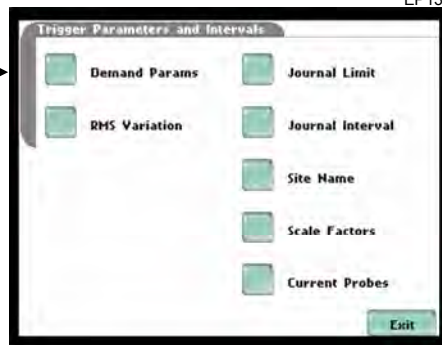 Trigger Parameters and Intervals
Demand Params
RMS Variation
Journal Limit
Journal Interval
Site Name
Scale Factors
Current Probes
Exit